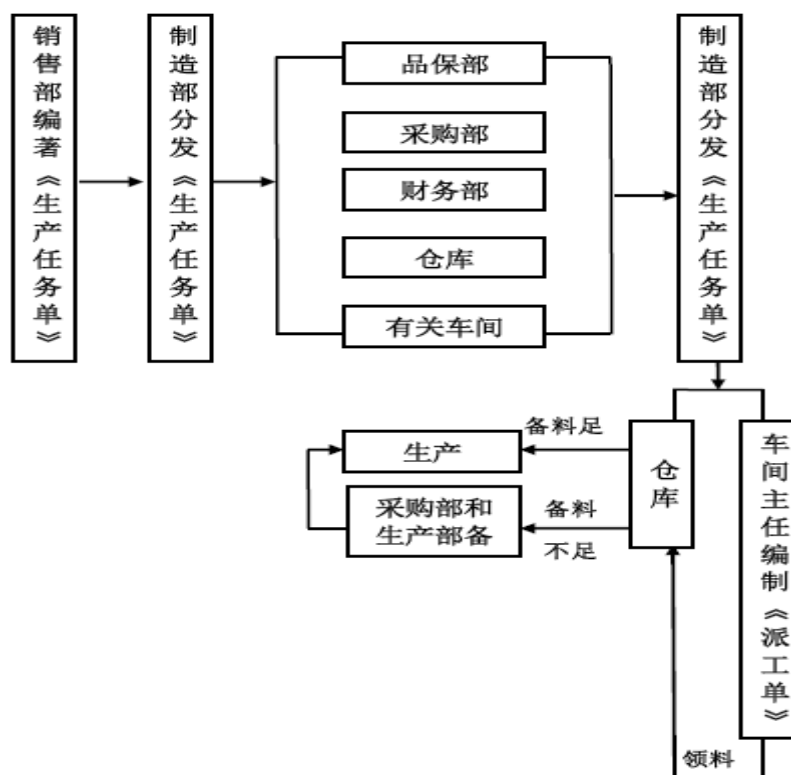 销售部编著《生产任务单》
制造部分发《生产任务单》
品保部
采购部
财务部
仓库
有关车间
制造部分发《生产任务单》
备料足
生产
仓库
车间主任编制《派工单》
采购部和
生产部备
备料
不足
领料